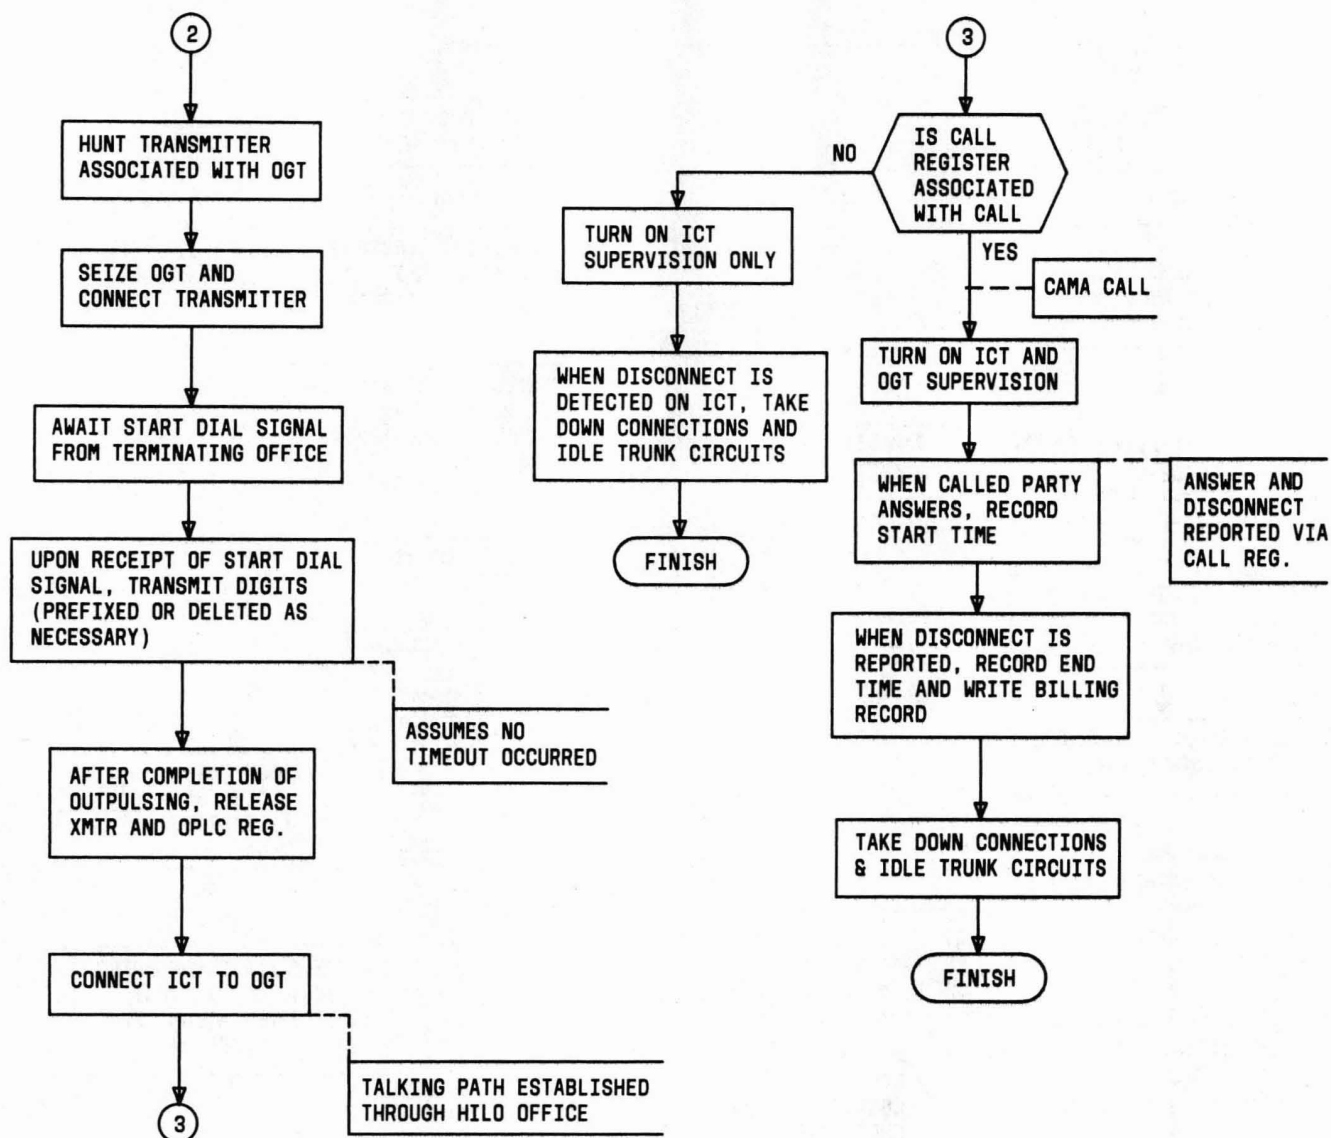 2
HUNT TRANSMITTER
ASSOCIATED WITH OGT
SEIZE OGT AND
CONNECT TRANSMITTER
AWAIT START DIAL SIGNAL
FROM TERMINATING OFFICE
UPON RECEIPT OF START DIAL
SIGNAL, TRANSMIT DIGITS
(PREFIXED OR DELETED AS
NECESSARY)
ASSUMES NO
TIMEOUT OCCURRED
AFTER COMPLETION OF
OUTPULSING, RELEASE
XMTR AND OPLC REG.
CONNECT ICT TO OGT
TALKING PATH ESTABLISHED
THROUGH HILO OFFICE
3
3
IS CALL
REGISTER
ASSOCIATED
WITH CALL
NO
TURN ON ICT
SUPERVISION ONLY
WHEN DISCONNECT IS
DETECTED ON ICT, TAKE
DOWN CONNECTIONS AND
IDLE TRUNK CIRCUITS
FINISH
YES
CAMA CALL
TURN ON ICT AND
OGT SUPERVISION
WHEN CALLED PARTY
ANSWERS, RECORD
START TIME
ANSWER AND
DISCONNECT
REPORTED VIA
CALL REG.
WHEN DISCONNECT IS
REPORTED, RECORD END
TIME AND WRITE BILLING
RECORD
TAKE DOWN CONNECTIONS
& IDLE TRUNK CIRCUITS
FINISH